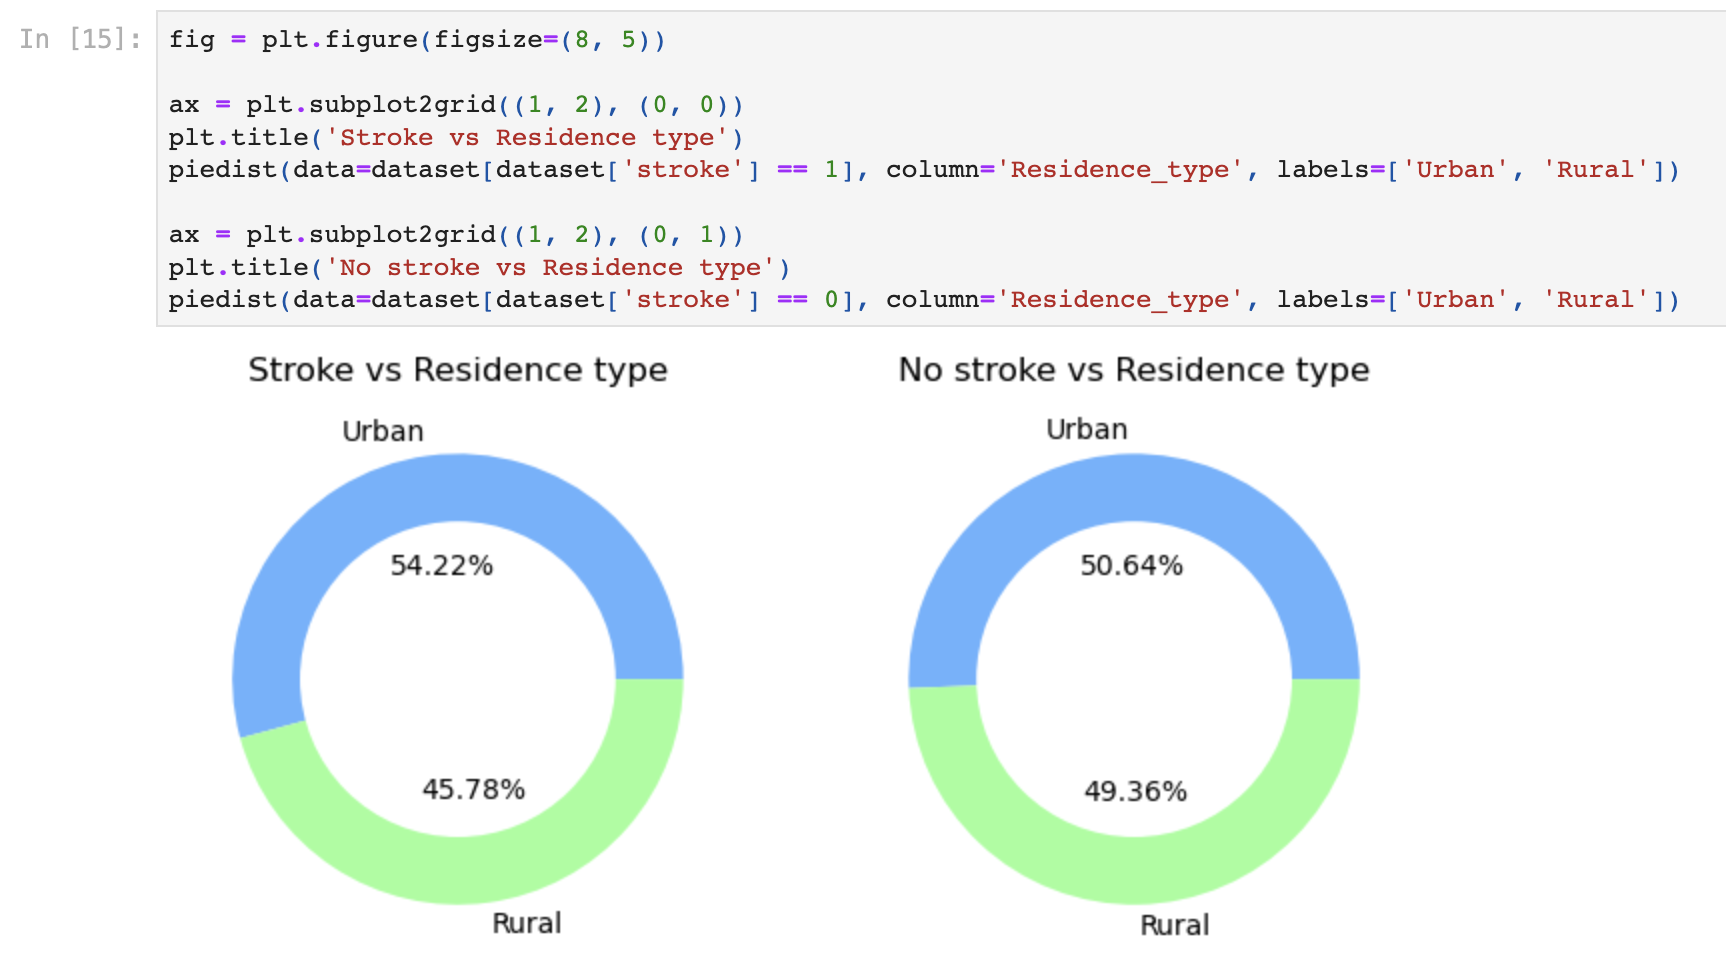 In [15]:
fig = plt.figure(figsize=(8, 5))
ax = plt.subplot2grid((1, 2), (0, 0))
plt.title('Stroke vs Residence type')
piedist(data=dataset[dataset['stroke'] == 1], column='Residence_type', labels=['Urban', 'Rural'])
ax = plt.subplot2grid((1, 2), (0, 1))
plt.title('No stroke vs Residence type')
piedist(data=dataset[dataset['stroke'] == 0], column='Residence_type', labels=['Urban', 'Rural'])
Stroke vs Residence type
Urban
54.22%
45.78%
Rural
No stroke vs Residence type
Urban
50.64%
49.36%
Rural